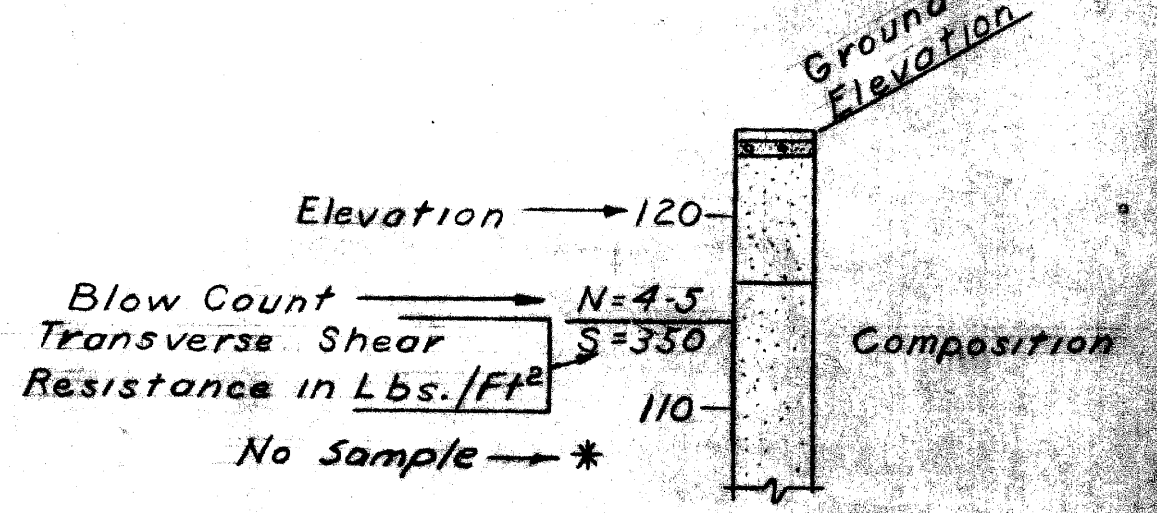 Ground
Elevation
Elevation 120
Blow Count N=4-5
Transverse Shear S=350
Resistance in Lbs./Ft²
Composition
110
No Sample *